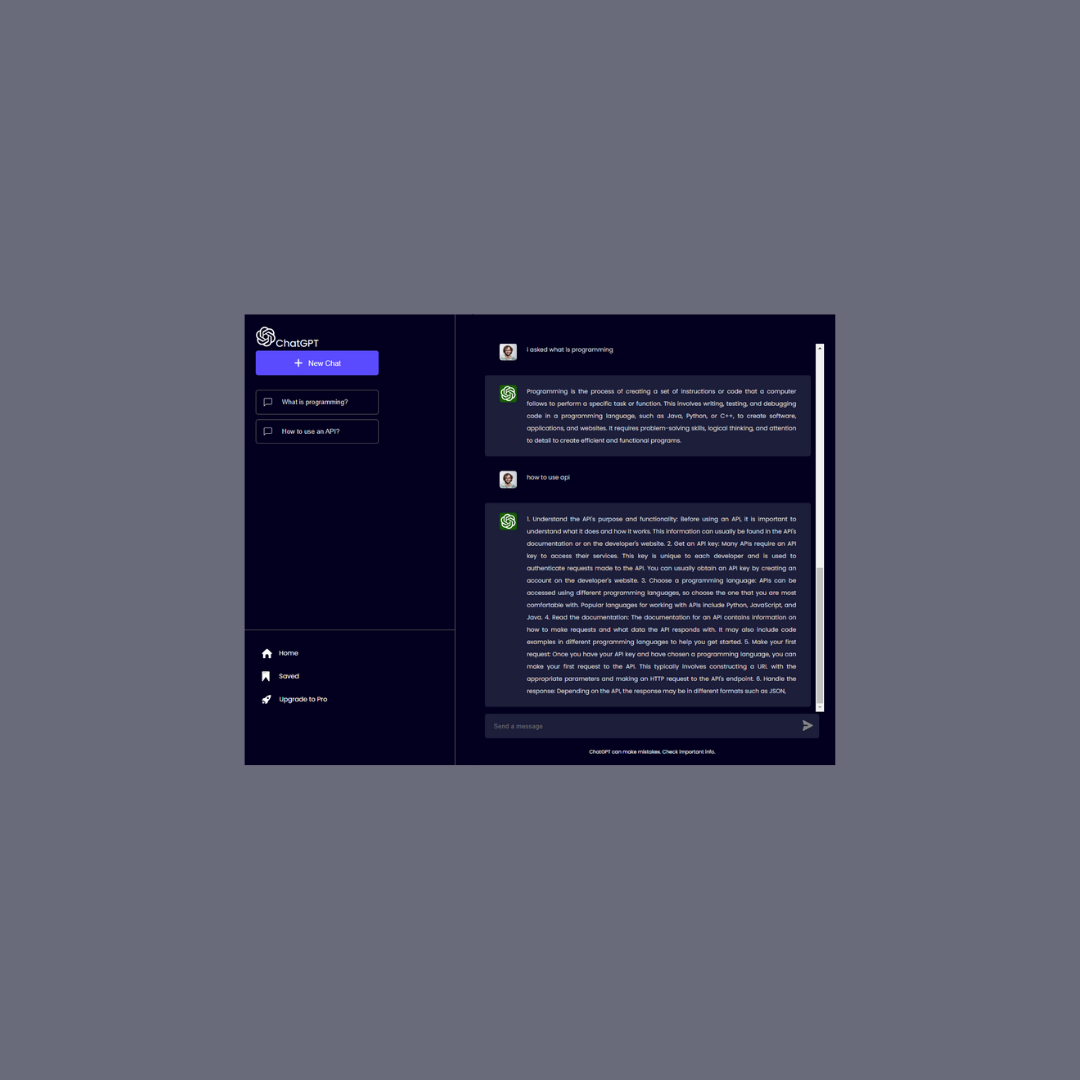 ChatGPT
New Chat
What is programming?
How to use an API?
Home
Saved
Upgrade to Pro
i asked what is programming
Programming is the process of creating a set of instructions or code that a computer
follows to perform a specific task or function. This involves writing, testing, and debugging
code in a programming language, such as Java, Python, or C++, to create software,
applications, and websites. It requires problem-solving skills, logical thinking, and attention
to detail to create efficient and functional programs.
how to use api
1. Understand the API's purpose and functionality: Before using an API, it is important to
understand what it does and how it works. This information can usually be found in the API's
documentation or on the developer's website. 2. Get an API key: Many APIs require an API
key to access their services. This key is unique to each developer and is used to
authenticate requests made to the API. You can usually obtain an API key by creating an
account on the developer's website. 3. Choose a programming language: APIs can be
accessed using different programming languages, so choose the one that you are most
comfortable with. Popular languages for working with APIs include Python, JavaScript, and
Java. 4. Read the documentation: The documentation for an API contains information on
how to make requests and what data the API responds with. It may also include code
examples in different programming languages to help you get started. 5. Make your first
request: Once you have your API key and have chosen a programming language, you can
make your first request to the API. This typically involves constructing a URL with the
appropriate parameters and making an HTTP request to the API's endpoint. 6. Handle the
response: Depending on the API, the response may be in different formats such as JSON,
Send a message
ChatGPT can make mistakes. Check important info.